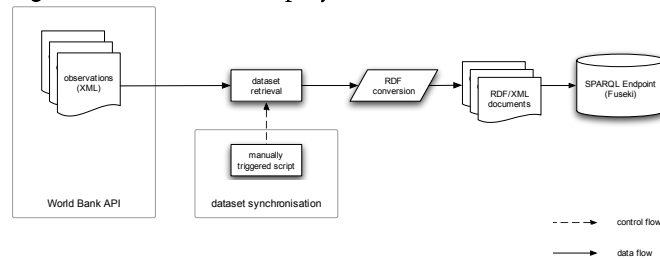 observations
(XML)
dataset
retrieval
RDF
conversion
RDF/XML
documents
SPARQL Endpoint
(Fuseki)
manually
triggered script
World Bank API
dataset synchronisation
control flow
data flow